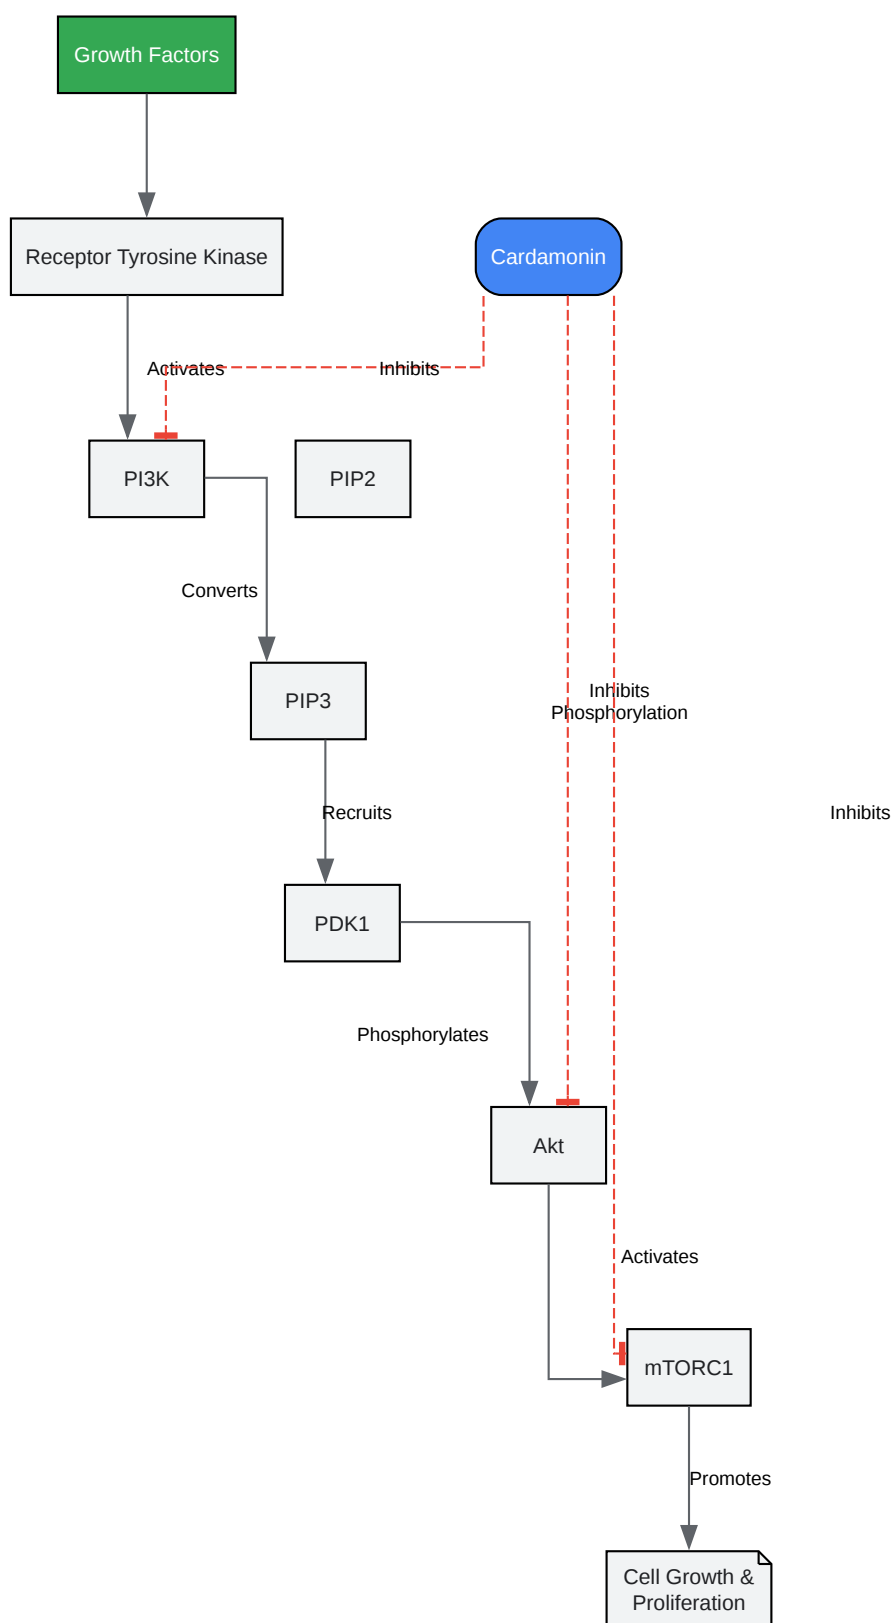 Growth Factors
Receptor Tyrosine Kinase
Cardamonin
Activates
Inhibits
PI3K
PIP2
Converts
PIP3
Inhibits
Phosphorylation
Recruits
Inhibits
PDK1
Phosphorylates
Akt
Activates
mTORC1
Promotes
Cell Growth &
Proliferation